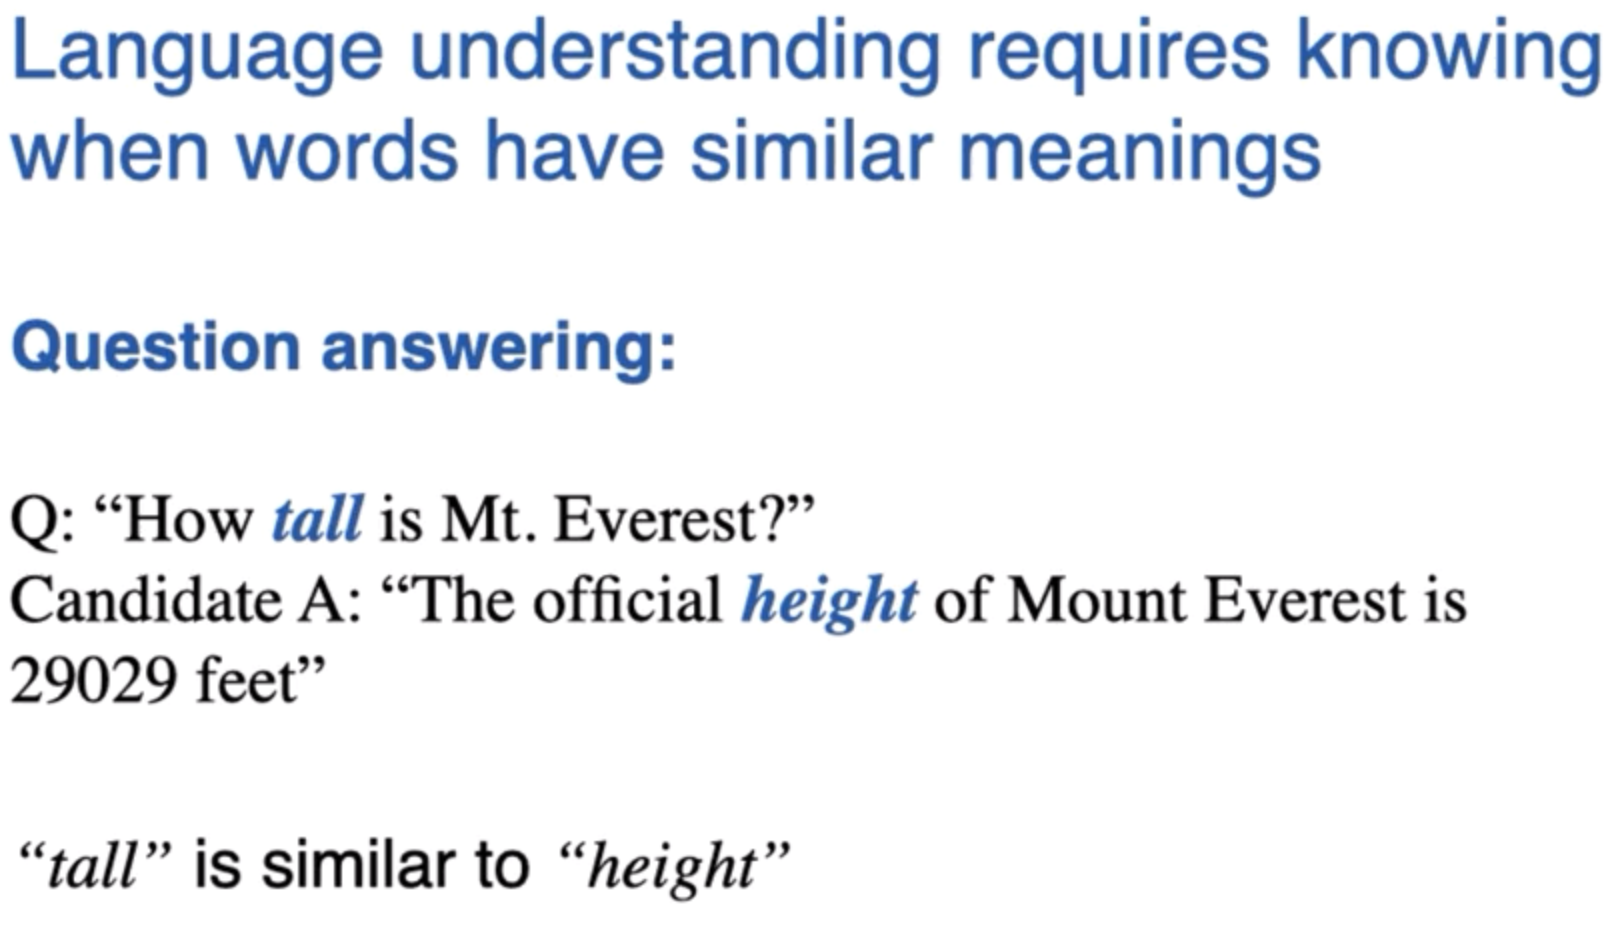 Language understanding requires knowing
when words have similar meanings
Question answering:
Q: “How tall is Mt. Everest?”
Candidate A: “The official height of Mount Everest is
29029 feet”
“tall” is similar to “height”